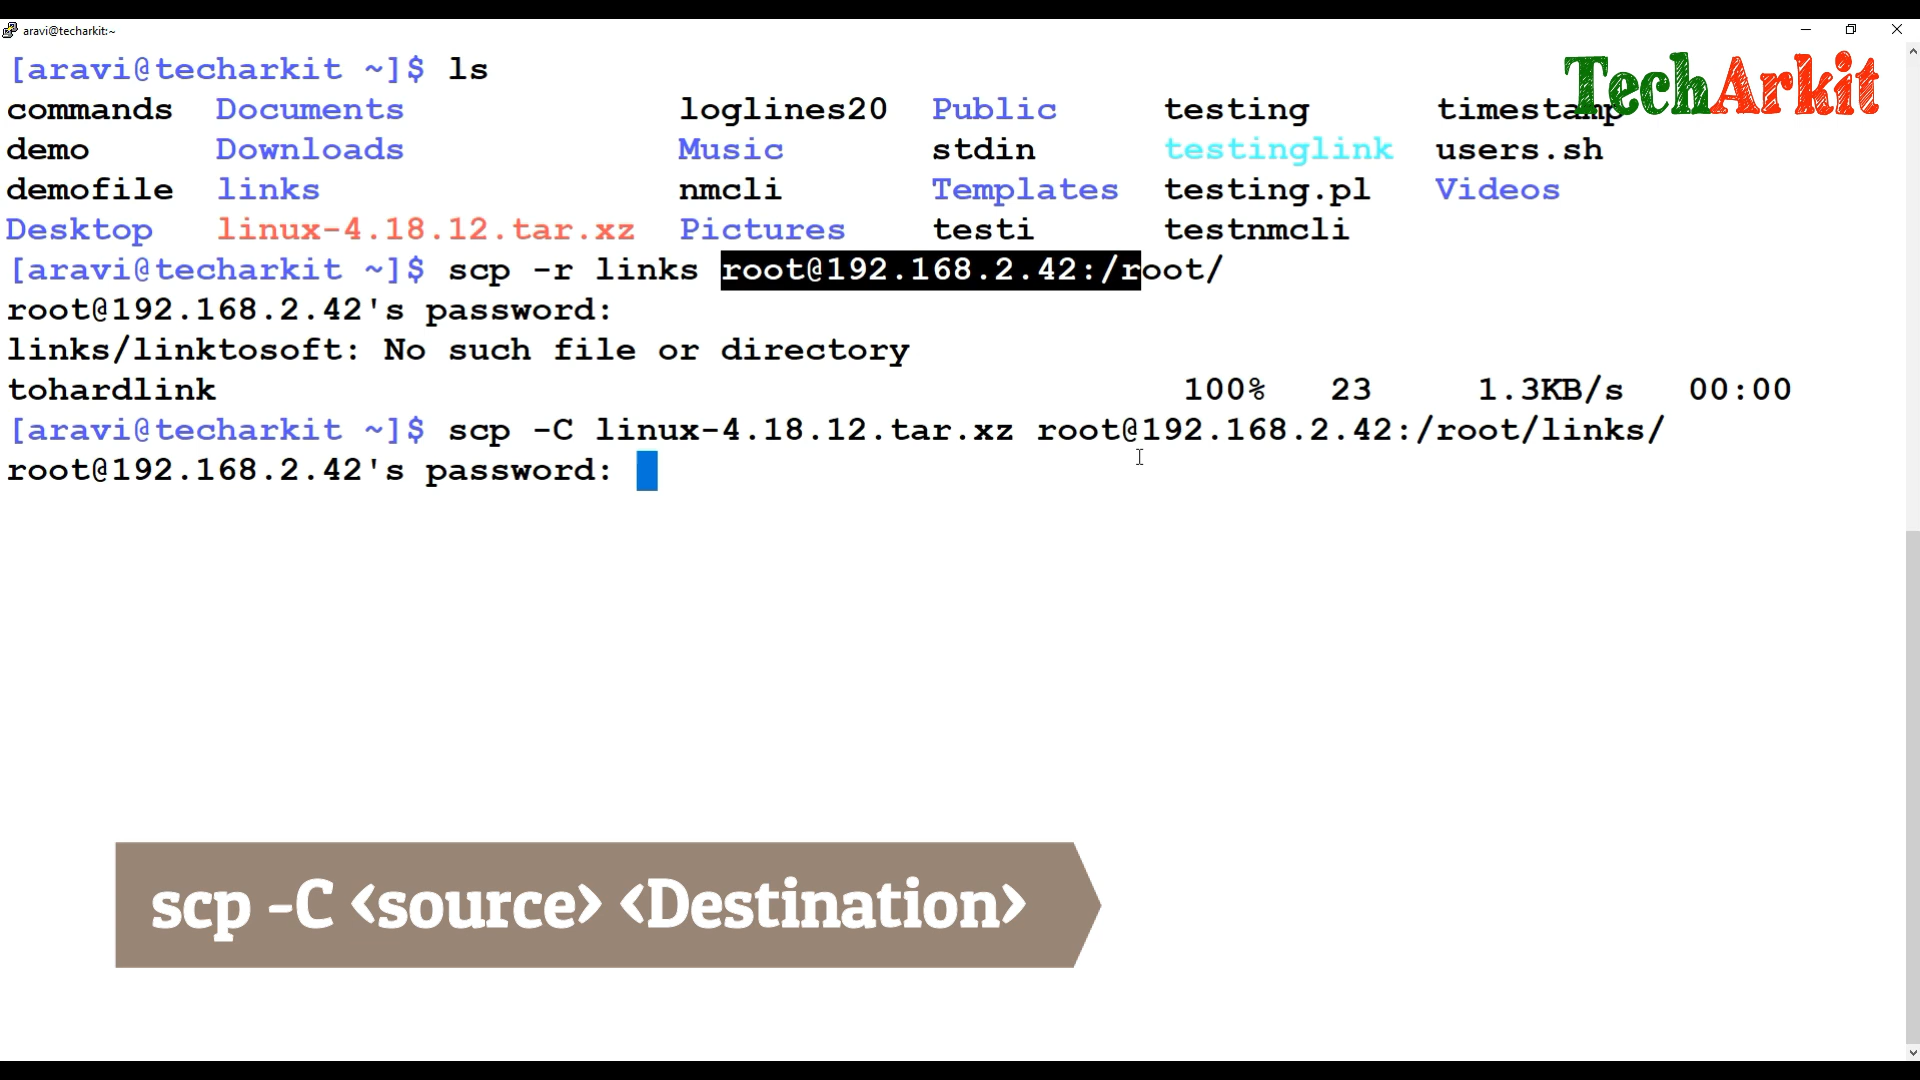 aravi@techarkit:~
TechArkit
[aravi@techarkit ~]$ ls
commands Documents loglines20 Public testing timestamp
demo Downloads Music stdin testinglink users.sh
demofile links nmcli Templates testing.pl Videos
Desktop linux-4.18.12.tar.xz Pictures testi testnmcli
[aravi@techarkit ~]$ scp -r links root@192.168.2.42:/root/
root@192.168.2.42's password:
links/linktosoft: No such file or directory
tohardlink 100% 23 1.3KB/s 00:00
[aravi@techarkit ~]$ scp -C linux-4.18.12.tar.xz root@192.168.2.42:/root/links/
root@192.168.2.42's password:
scp -C <source> <Destination>